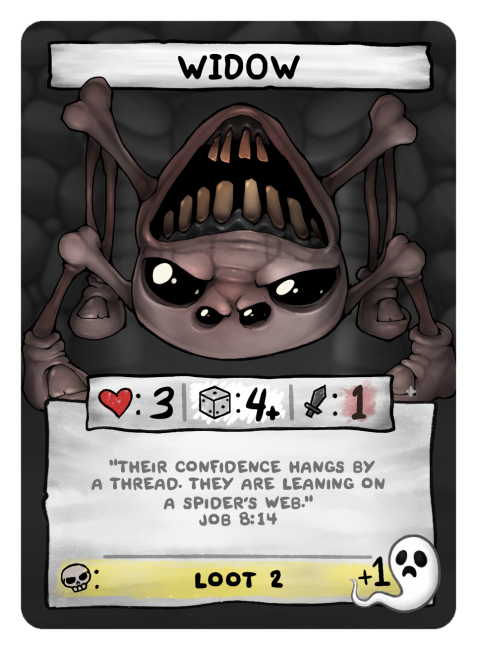 WIDOW
:3 :4+ :1
"THEIR CONFIDENCE HANGS BY
A THREAD. THEY ARE LEANING ON
A SPIDER'S WEB."
JOB 8:14
: LOOT 2 +1